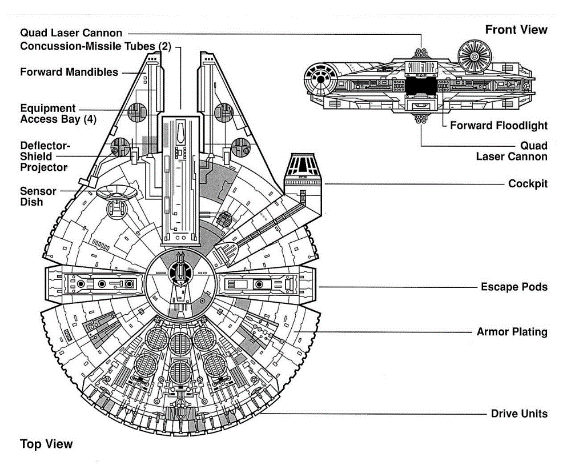 Quad Laser Cannon
Concussion-Missile Tubes (2)
Forward Mandibles
Equipment
Access Bay (4)
Deflector-
Shield
Projector
Sensor
Dish
Top View
Front View
Forward Floodlight
Quad
Laser Cannon
Cockpit
Escape Pods
Armor Plating
Drive Units